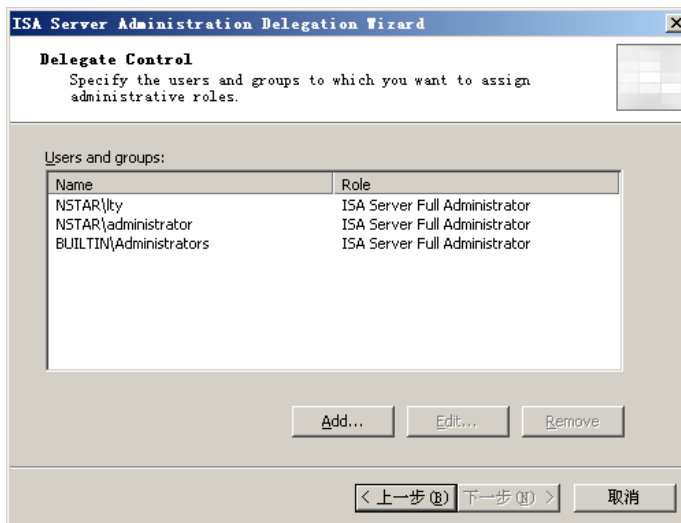 ISA Server Administration Delegation Wizard
Delegate Control
Specify the users and groups to which you want to assign
administrative roles.
Users and groups:
Name Role
NSTAR\lty ISA Server Full Administrator
NSTAR\administrator ISA Server Full Administrator
BUILTIN\Administrators ISA Server Full Administrator
Add... Edit... Remove
< 上一步(B) 下一步(N) > 取消